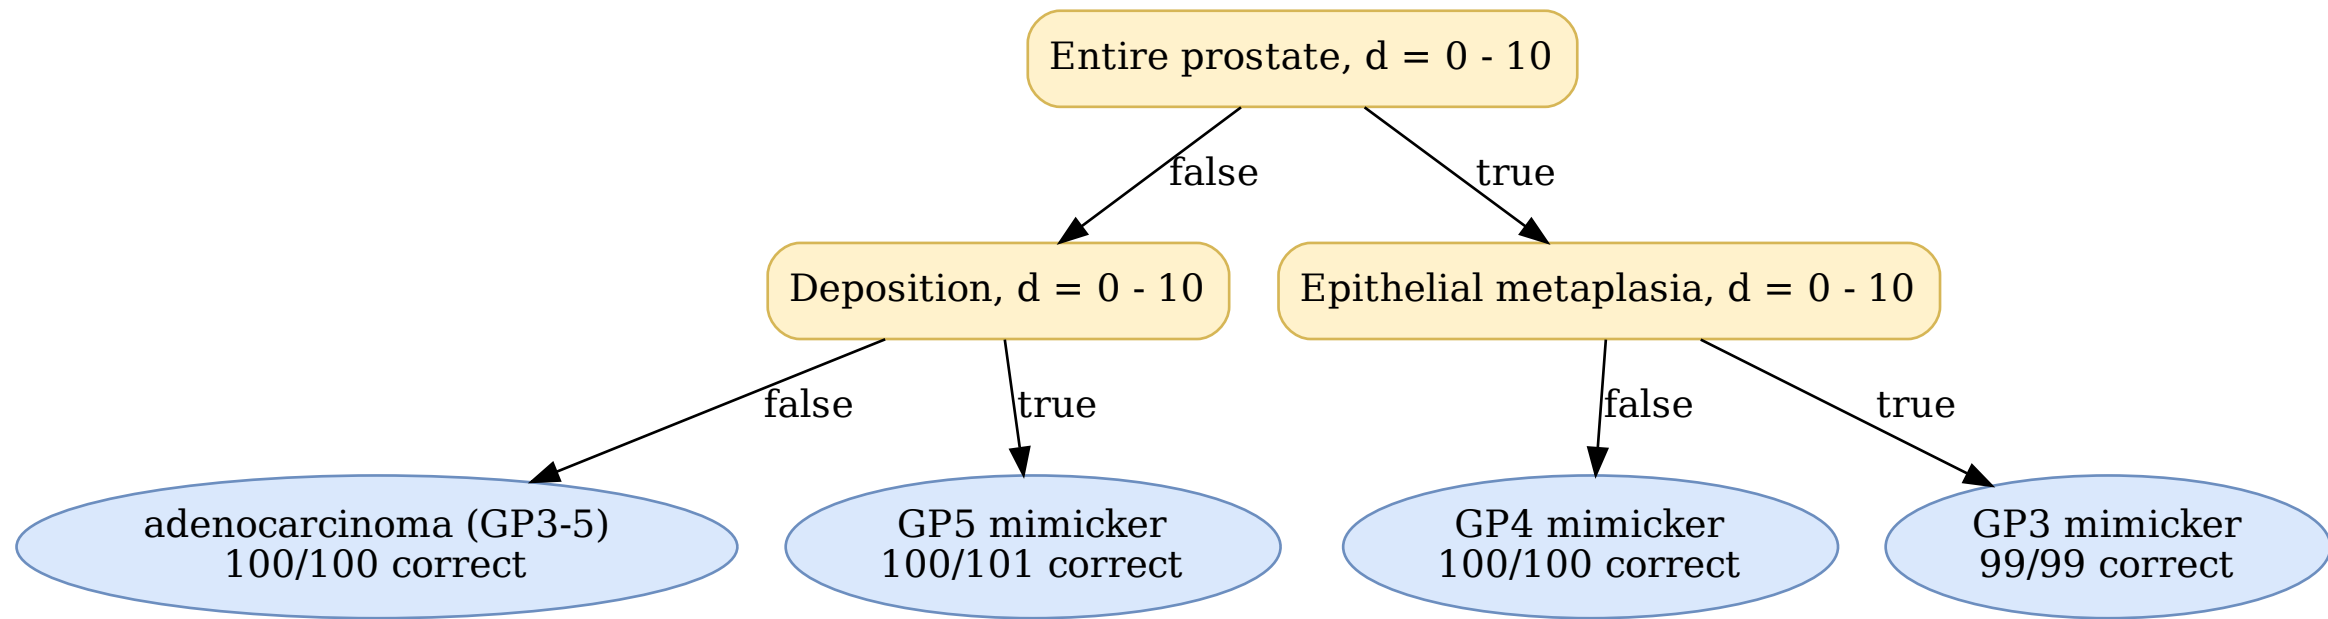 Entire prostate, d = 0 - 10
false
true
Deposition, d = 0 - 10
Epithelial metaplasia, d = 0 - 10
false
true
false
true
adenocarcinoma (GP3-5)
100/100 correct
GP5 mimicker
100/101 correct
GP4 mimicker
100/100 correct
GP3 mimicker
99/99 correct